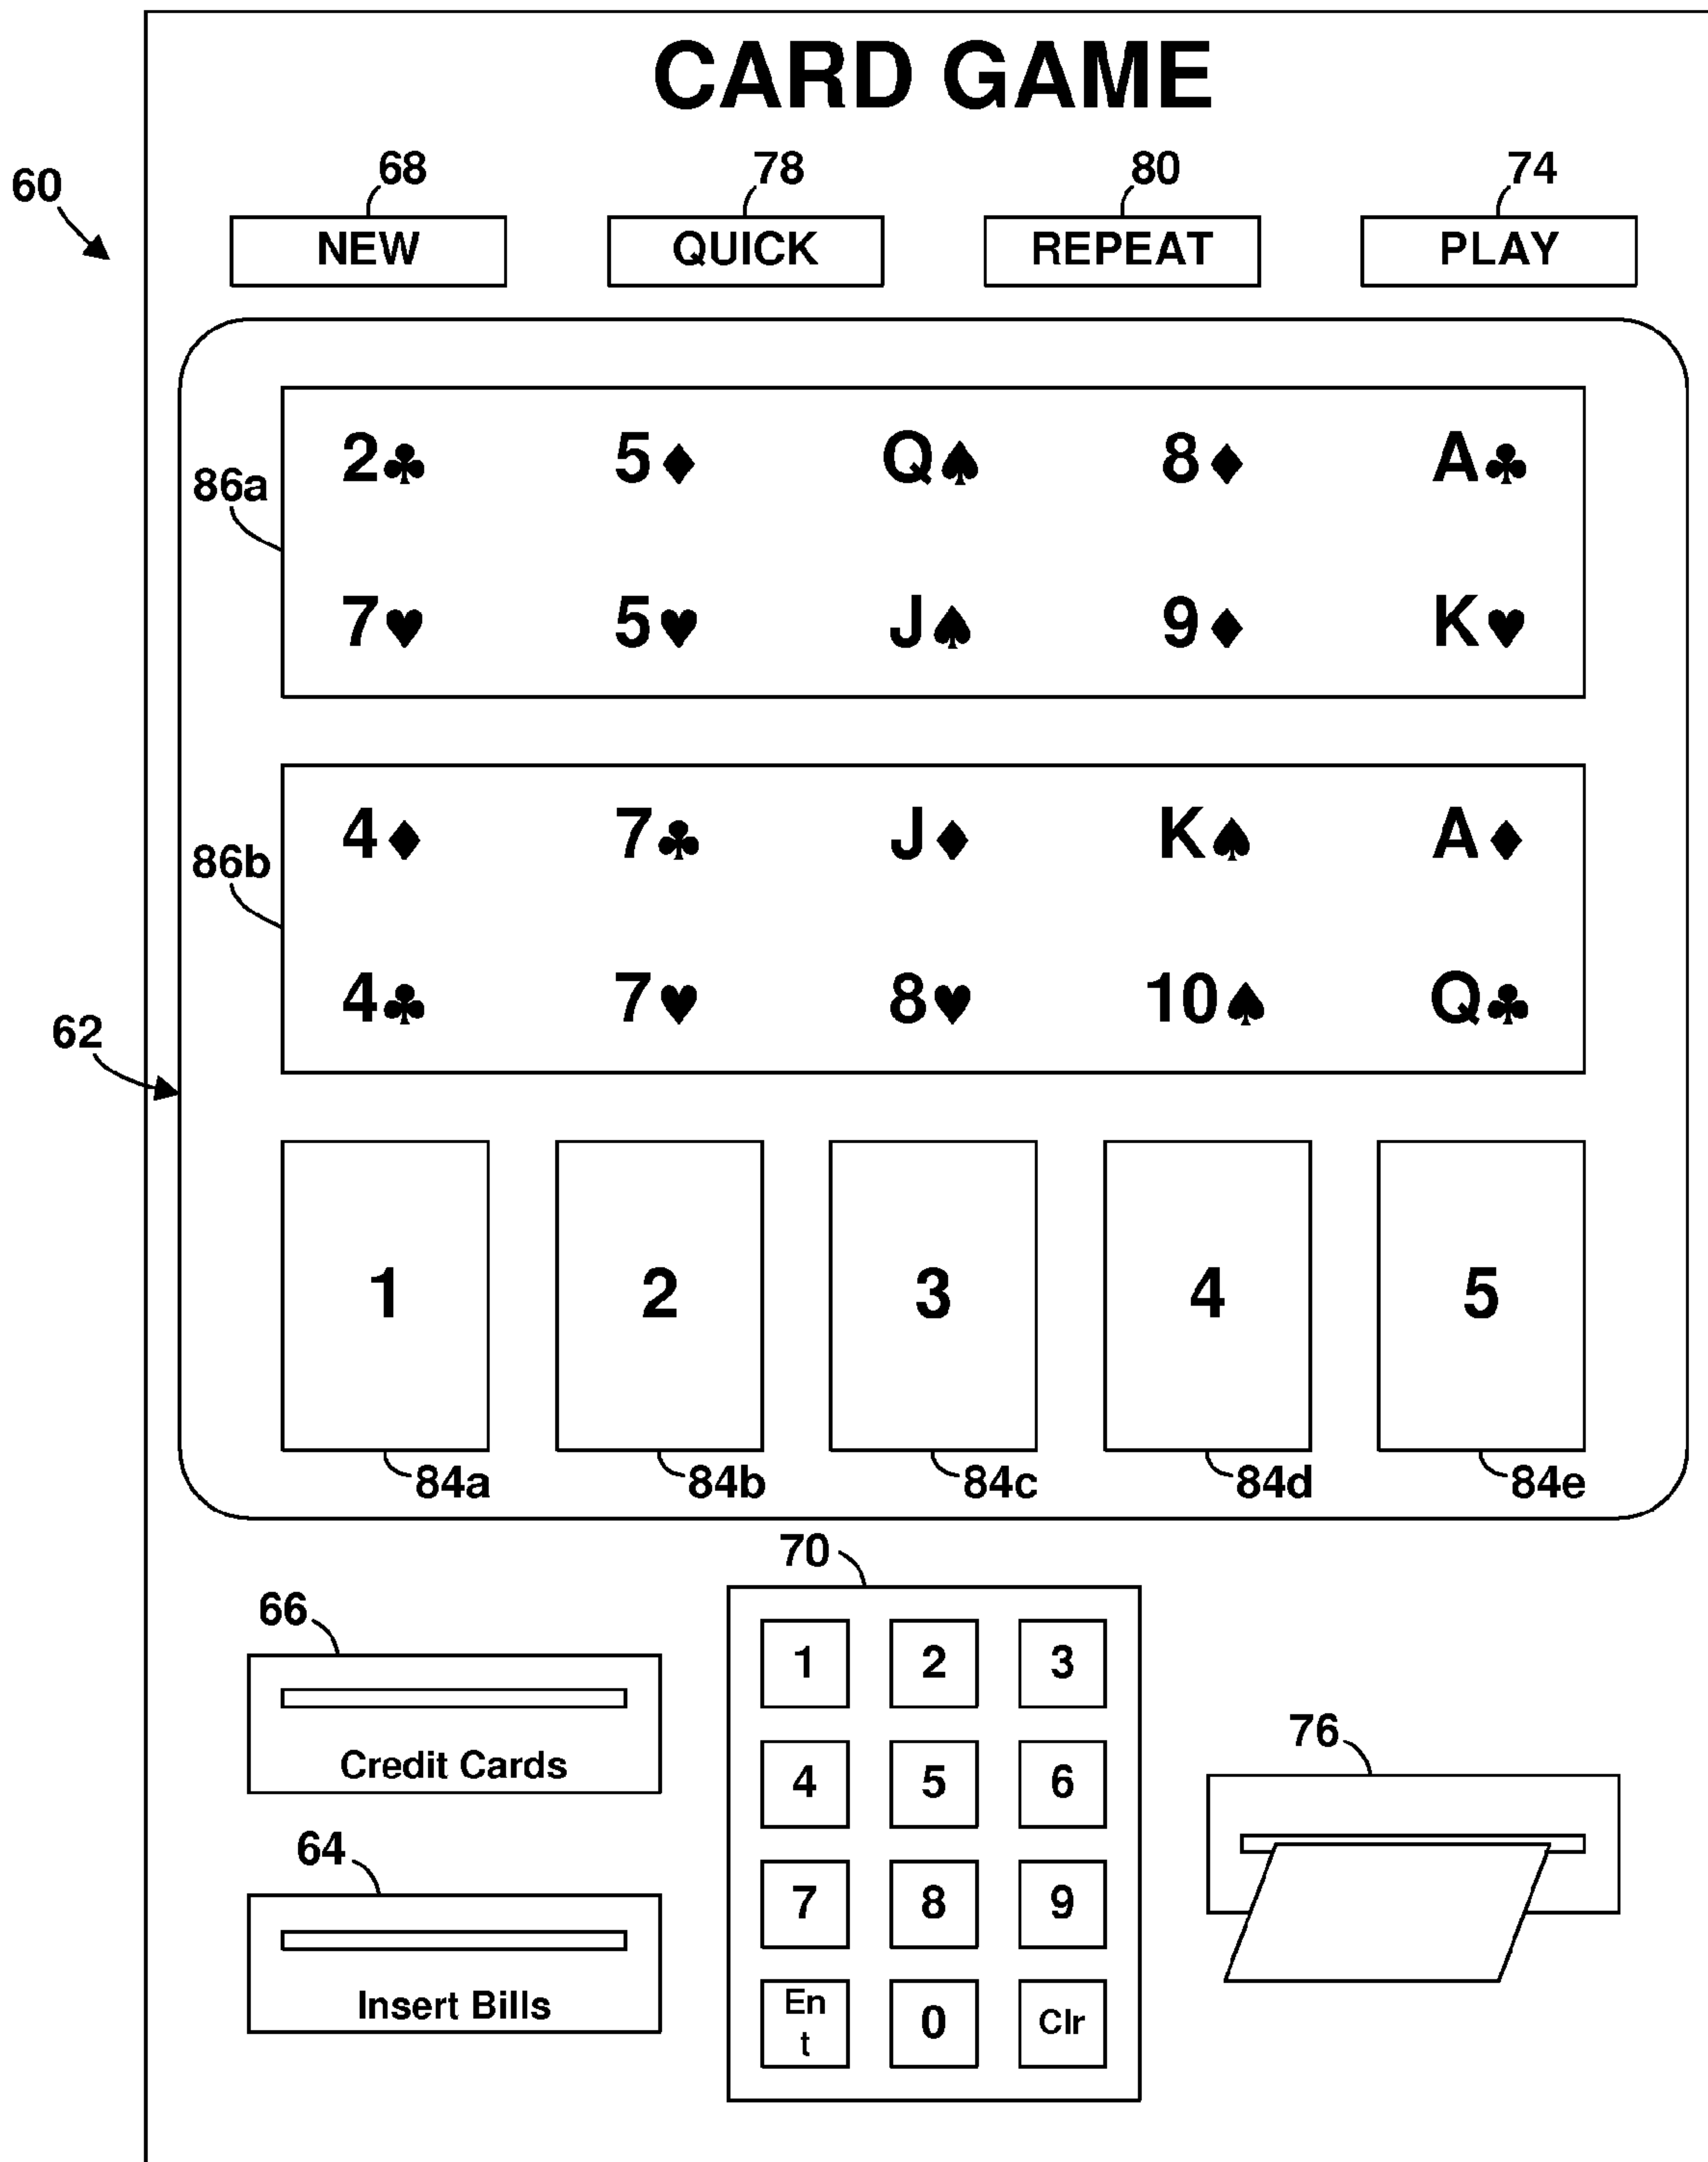 CARD GAME
68 78 80 74
60
NEW QUICK REPEAT PLAY
2♣ 5♦ Q♠ 8♦ A♣
86a
7♥ 5♥ J♠ 9♦ K♥
4♦ 7♣ J♦ K♠ A♦
86b
4♣ 7♥ 8♥ 10♠ Q♣
62
1 2 3 4 5
84a 84b 84c 84d 84e
70
66
1 2 3
Credit Cards
76
4 5 6
64
7 8 9
Insert Bills
En
t
0 Clr